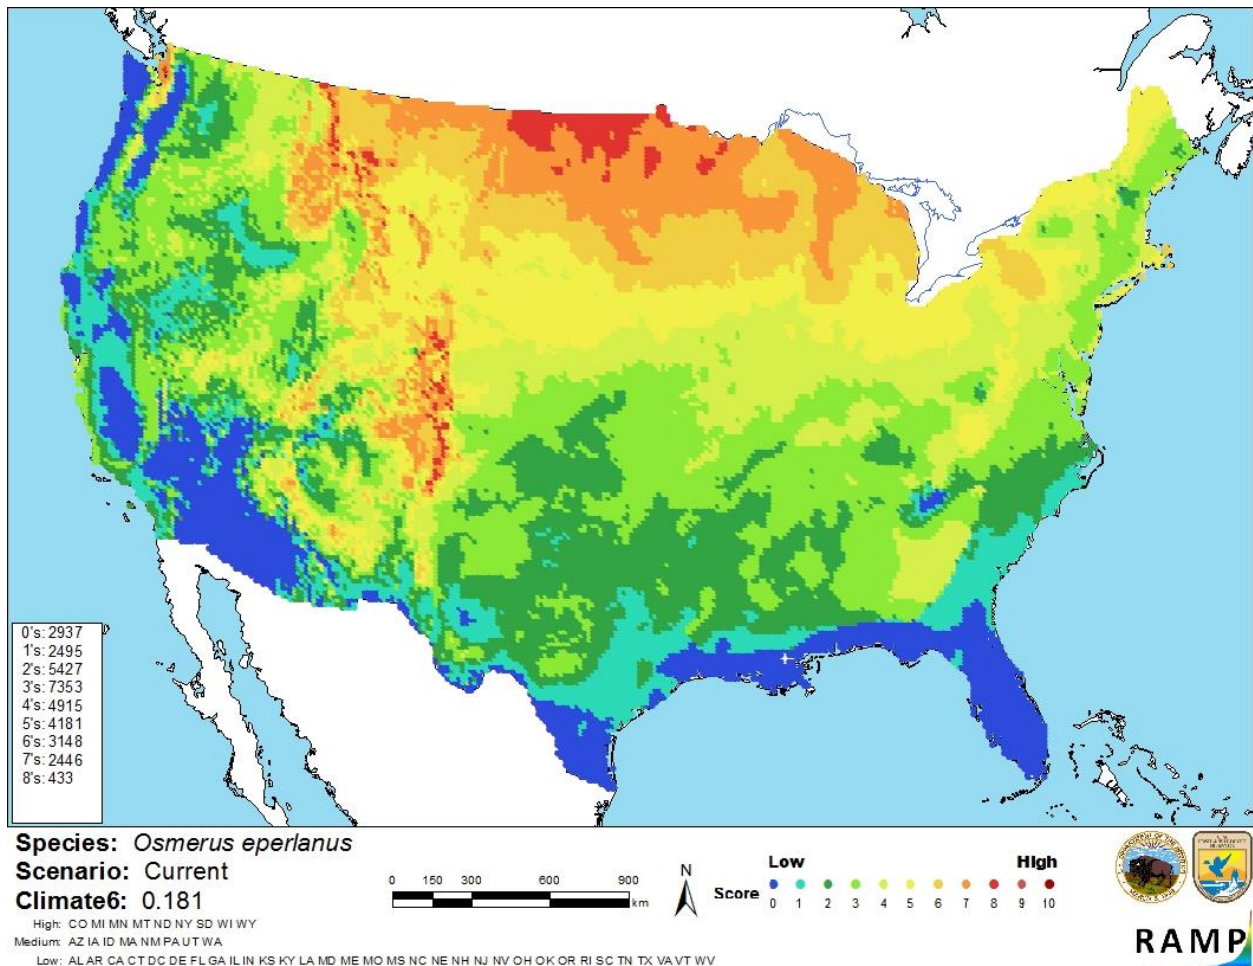 0's: 2937
1's: 2495
2's: 5427
3's: 7353
4's: 4915
5's: 4181
6's: 3148
7's: 2446
8's: 433
Species: Osmerus eperlanus
Scenario: Current
Climate6: 0.181
High: CO MI MN MT ND NY SD WI WY
Medium: AZ IA ID MA NM PA UT WA
Low: AL AR CA CT DC DE FL GA IL IN KS KY LA MD ME MO MS NC NE NH NJ NV OH OK OR RI SC TN TX VA VT WV
0 150 300 600 900
km
N
Low High
Score
0 1 2 3 4 5 6 7 8 9 10
RAMP